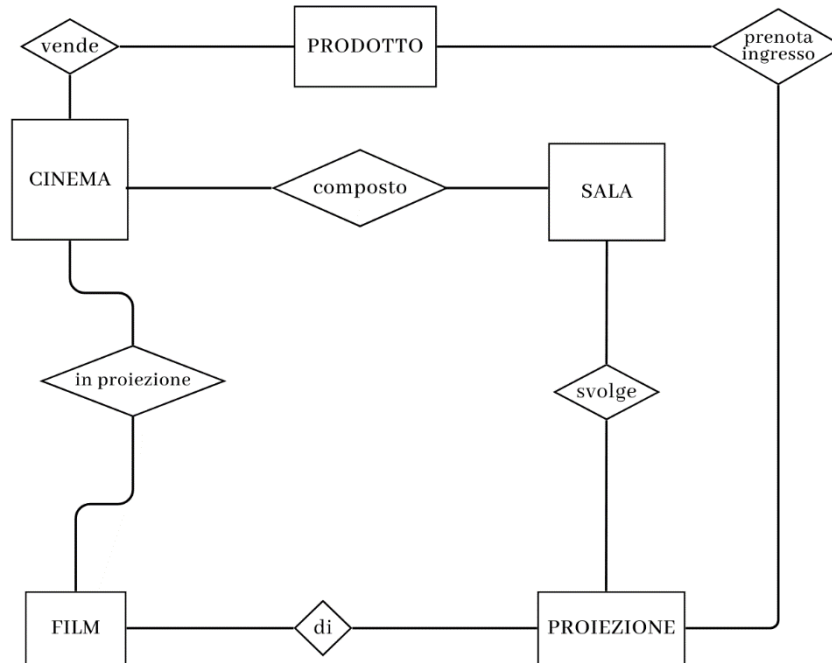 vende
PRODOTTO
prenota
ingresso
CINEMA
composto
SALA
in proiezione
svolge
FILM
di
PROIEZIONE